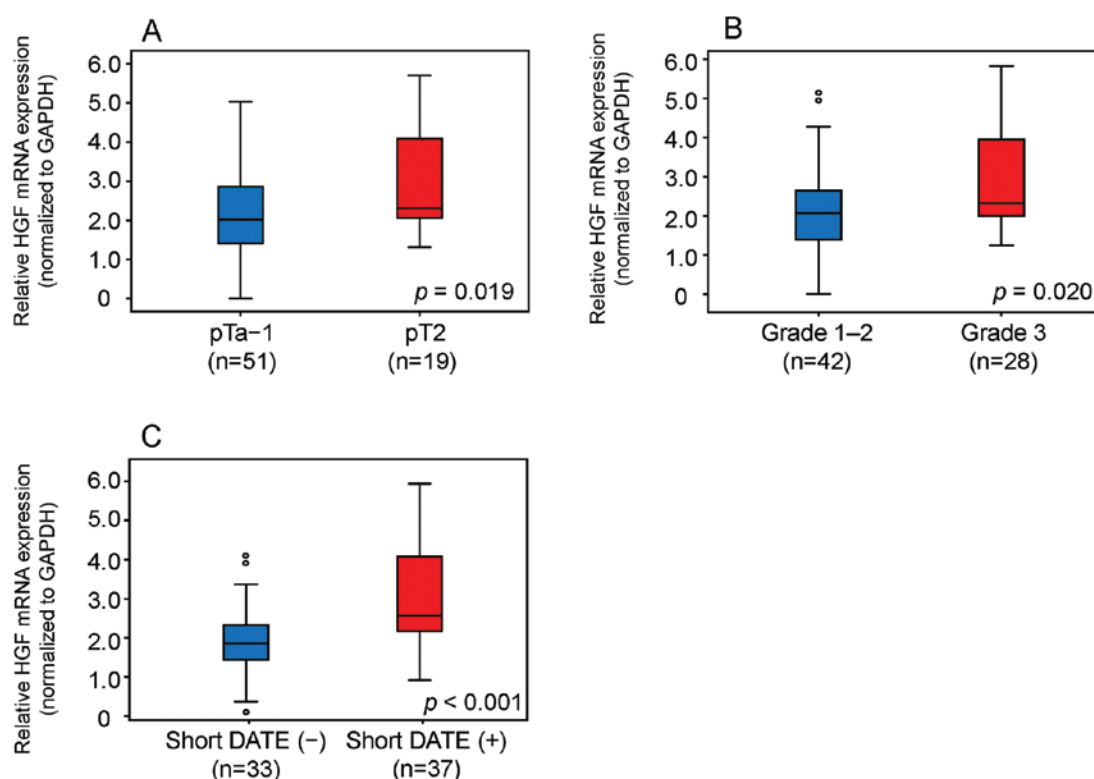 A
Relative HGF mRNA expression
(normalized to GAPDH)
6.0
5.0
4.0
3.0
2.0
1.0
0
p = 0.019
pTa−1
pT2
(n=51)
(n=19)
B
Relative HGF mRNA expression
(normalized to GAPDH)
6.0
5.0
4.0
3.0
2.0
1.0
0
p = 0.020
Grade 1–2
Grade 3
(n=42)
(n=28)
C
Relative HGF mRNA expression
(normalized to GAPDH)
6.0
5.0
4.0
3.0
2.0
1.0
0
p < 0.001
Short DATE (−)
Short DATE (+)
(n=33)
(n=37)